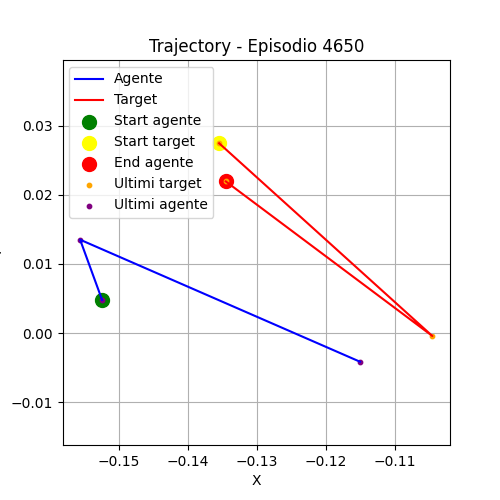 Trajectory - Episodio 4650
Agente
Target
Start agente
Start target
End agente
Ultimi target
Ultimi agente
0.03
0.02
0.01
0.00
−0.01
−0.15
−0.14
−0.13
−0.12
−0.11
X